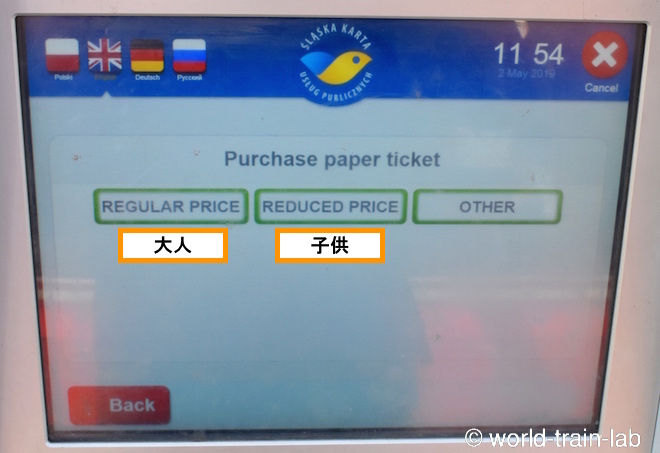 ŚLĄSKA KARTA
USŁUG PUBLICZNYCH
Polski English Deutsch Русский
11 54
2 May 2019
Cancel
Purchase paper ticket
REGULAR PRICE REDUCED PRICE OTHER
大人 子供
Back
© world-train-lab